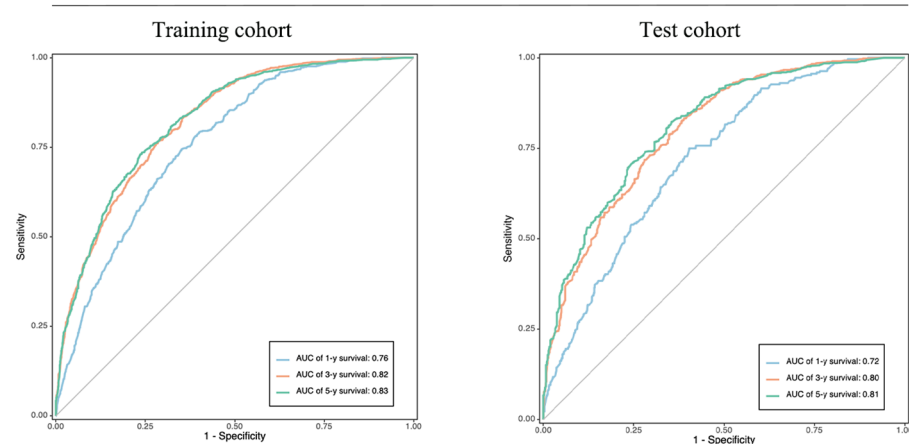 Training cohort
1.00
0.75
0.50
0.25
0.00
Sensitivity
0.00
0.25
0.50
0.75
1.00
1 - Specificity
AUC of 1-y survival: 0.76
AUC of 3-y survival: 0.82
AUC of 5-y survival: 0.83
Test cohort
1.00
0.75
0.50
0.25
0.00
Sensitivity
0.00
0.25
0.50
0.75
1.00
1 - Specificity
AUC of 1-y survival: 0.72
AUC of 3-y survival: 0.80
AUC of 5-y survival: 0.81